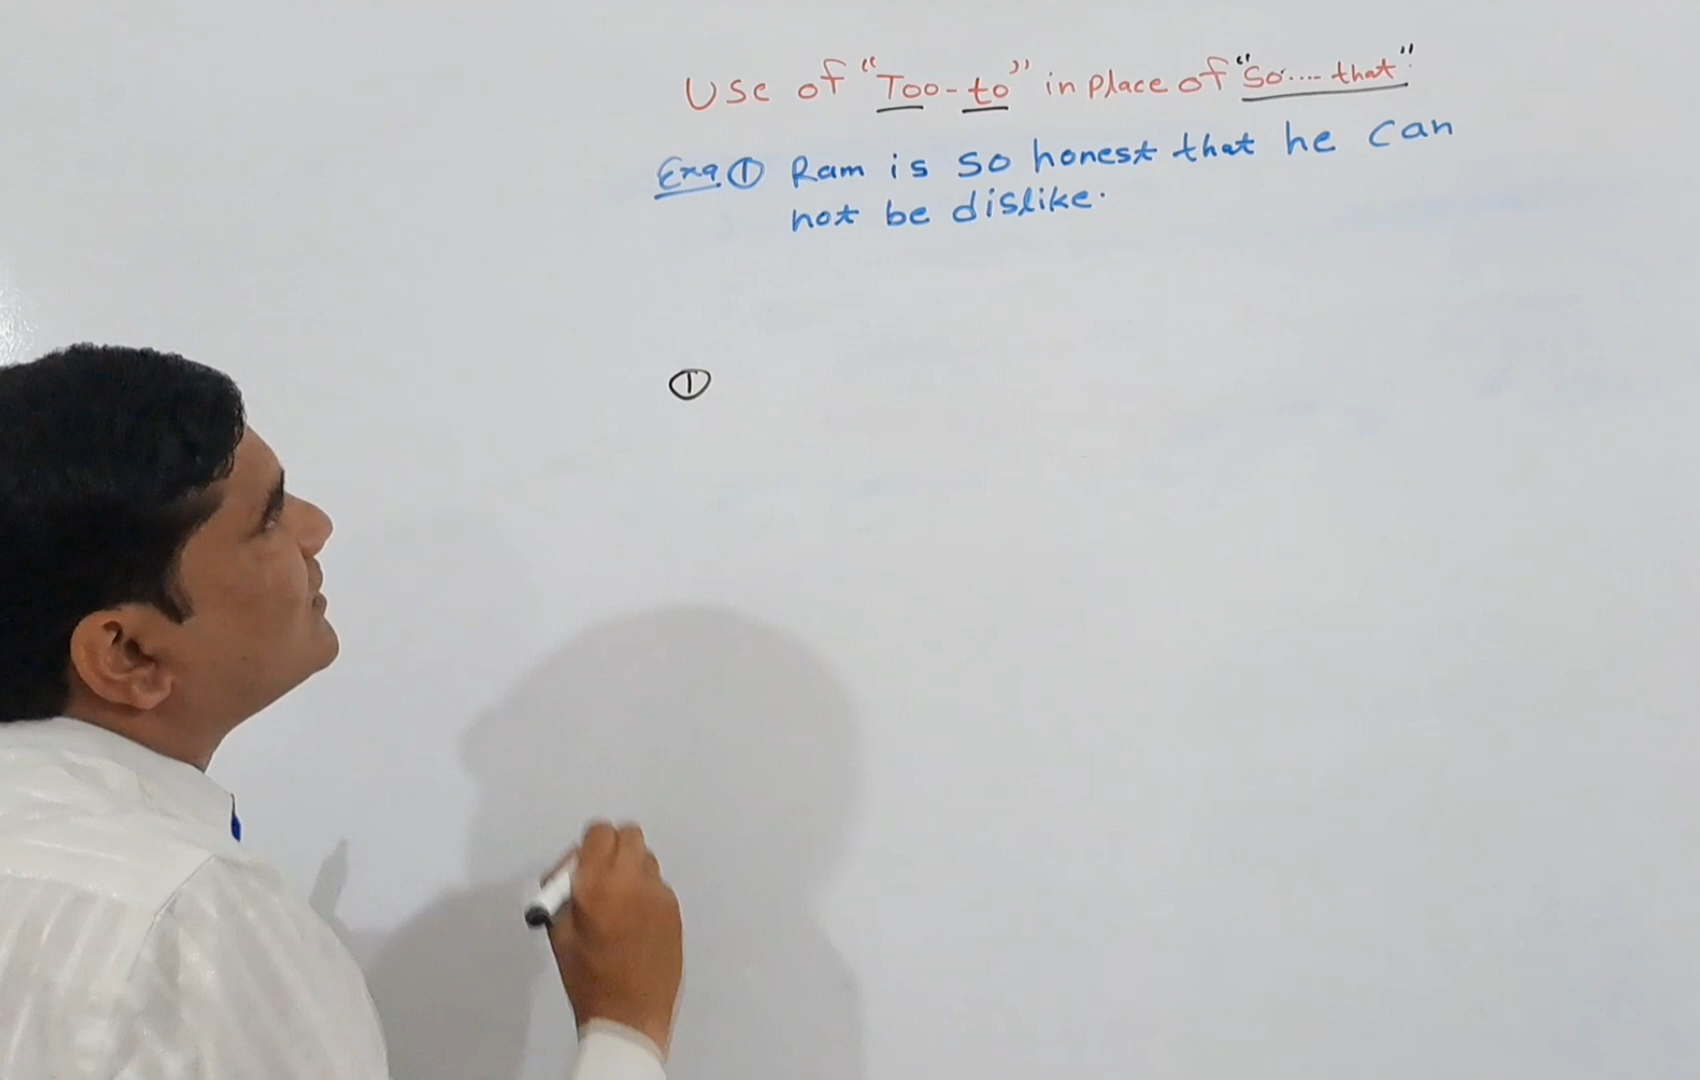 Use of "Too-to" in place of "So.... that"
Exa ① Ram is so honest that he can
not be dislike.
①